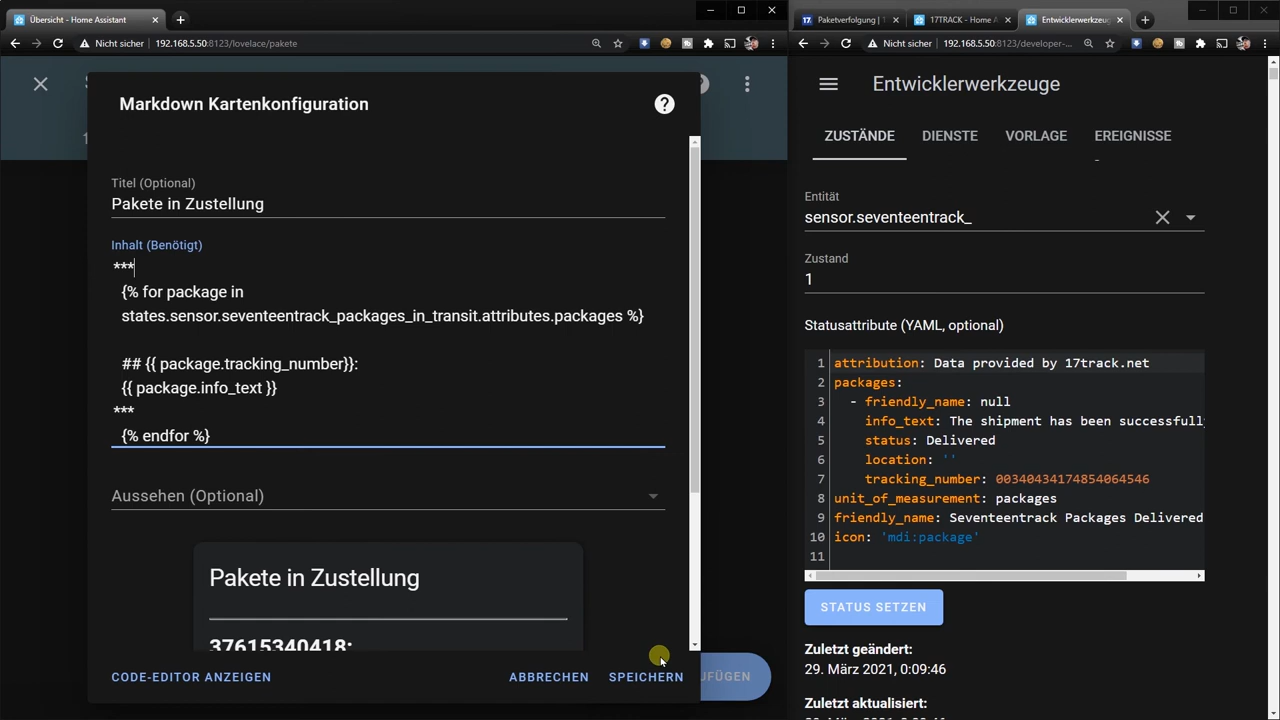 Übersicht - Home Assistant
Nicht sicher
192.168.5.50:8123/lovelace/pakete
Markdown Kartenkonfiguration
Titel (Optional)
Pakete in Zustellung
Inhalt (Benötigt)
***
{% for package in
states.sensor.seventeentrack_packages_in_transit.attributes.packages %}
## {{ package.tracking_number}}:
{{ package.info_text }}
***
{% endfor %}
Aussehen (Optional)
Pakete in Zustellung
37615340418:
CODE-EDITOR ANZEIGEN
ABBRECHEN
SPEICHERN
UFÜGEN
17
Paketverfolgung | 1
17TRACK - Home A
Entwicklerwerkzeug
Nicht sicher
192.168.5.50:8123/developer-...
Entwicklerwerkzeuge
ZUSTÄNDE
DIENSTE
VORLAGE
EREIGNISSE
Entität
sensor.seventeentrack_
Zustand
1
Statusattribute (YAML, optional)
1 attribution: Data provided by 17track.net
2 packages:
3 - friendly_name: null
4 info_text: The shipment has been successfully
5 status: Delivered
6 location: ''
7 tracking_number: 00340434174854064546
8 unit_of_measurement: packages
9 friendly_name: Seventeentrack Packages Delivered
10 icon: 'mdi:package'
11
STATUS SETZEN
Zuletzt geändert:
29. März 2021, 0:09:46
Zuletzt aktualisiert: